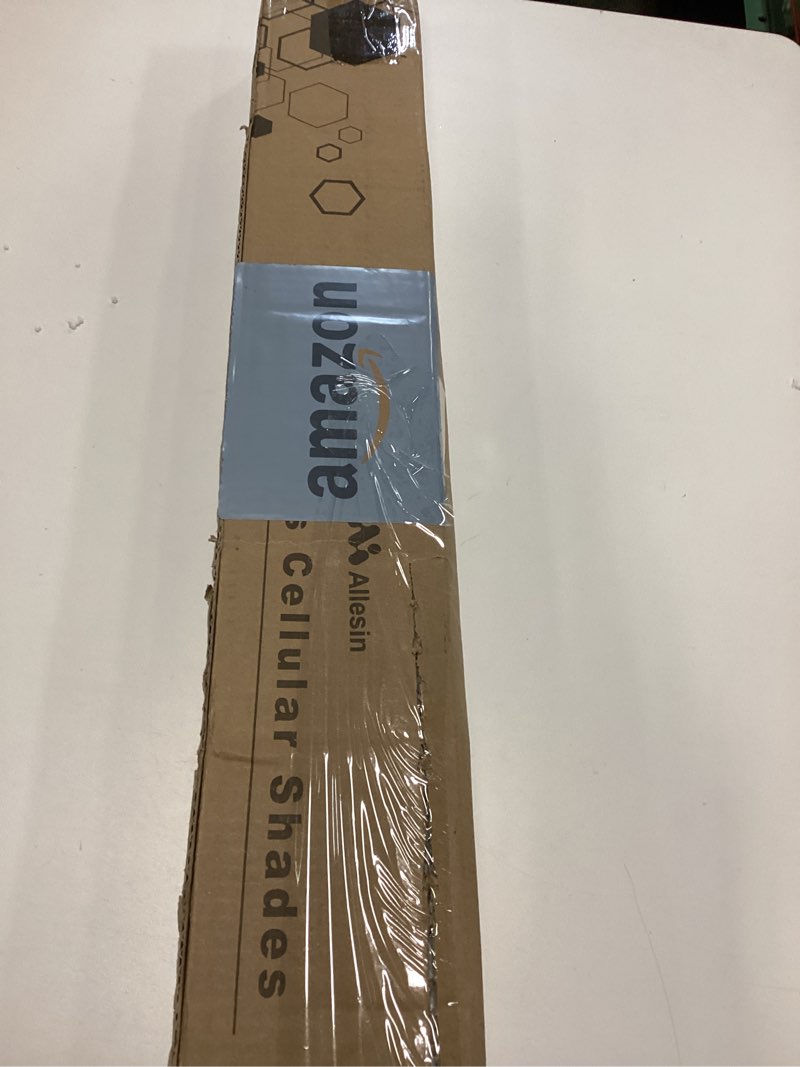 amazon
Allesin
s Cellular Shades